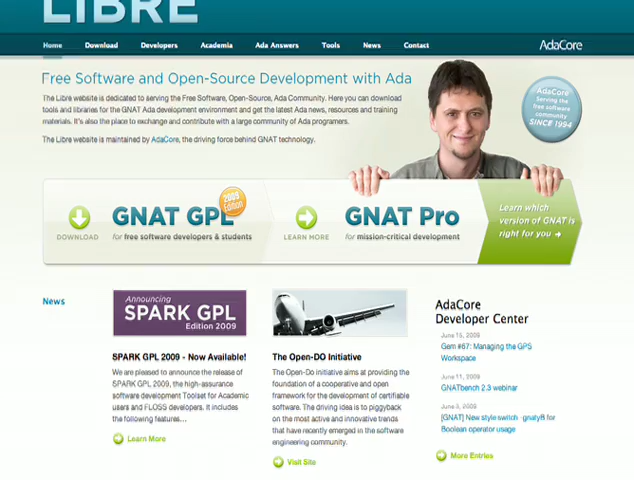 LIBRE
Home Download Developers Academia Ada Answers Tools News Contact AdaCore
Free Software and Open-Source Development with Ada
The Libre website is dedicated to serving the Free Software, Open-Source, Ada Community. Here you can download
tools and libraries for the GNAT Ada development environment and get the latest Ada news, resources and training
materials. It's also the place to exchange and contribute with a large community of Ada programers.
The Libre website is maintained by AdaCore, the driving force behind GNAT technology.
AdaCore
Serving the
free software
community
SINCE 1994
DOWNLOAD
GNAT GPL
2009
Edition
for free software developers & students
LEARN MORE
GNAT Pro
for mission-critical development
Learn which
version of GNAT is
right for you
News
Announcing
SPARK GPL
Edition 2009
SPARK GPL 2009 - Now Available!
We are pleased to announce the release of
SPARK GPL 2009, the high-assurance
software development Toolset for Academic
users and FLOSS developers. It includes
the following features...
Learn More
The Open-DO Initiative
The Open-DO initiative aims at providing the
foundation of a cooperative and open
framework for the development of certifiable
software. The driving idea is to piggyback
on the most active and innovative trends
that have recently emerged in the software
engineering community.
Visit Site
AdaCore
Developer Center
June 15, 2009
Gem #67: Managing the GPS
Workspace
June 11, 2009
GNATbench 2.3 webinar
June 3, 2009
[GNAT] New style switch -gnatyB for
Boolean operator usage
More Entries